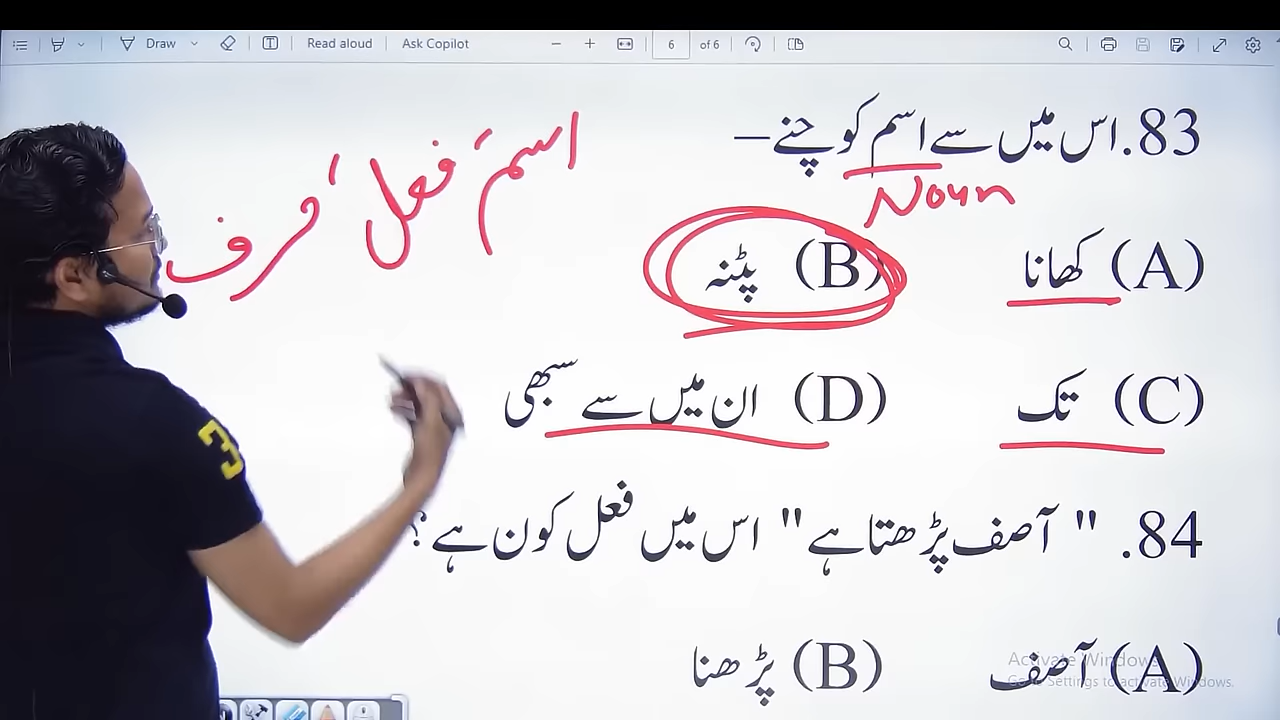 Draw Read aloud Ask Copilot 6 of 6
83. اس میں سے اسم کو چنے –
Noun
اسم، فعل، حرف
(A) کھانا (B) پٹنہ
(C) تک (D) ان میں سے سبھی
84. "آصف پڑھتا ہے" اس میں فعل کون ہے؟
(A) آصف (B) پڑھنا
Activate Windows
Go to Settings to activate Windows.
3